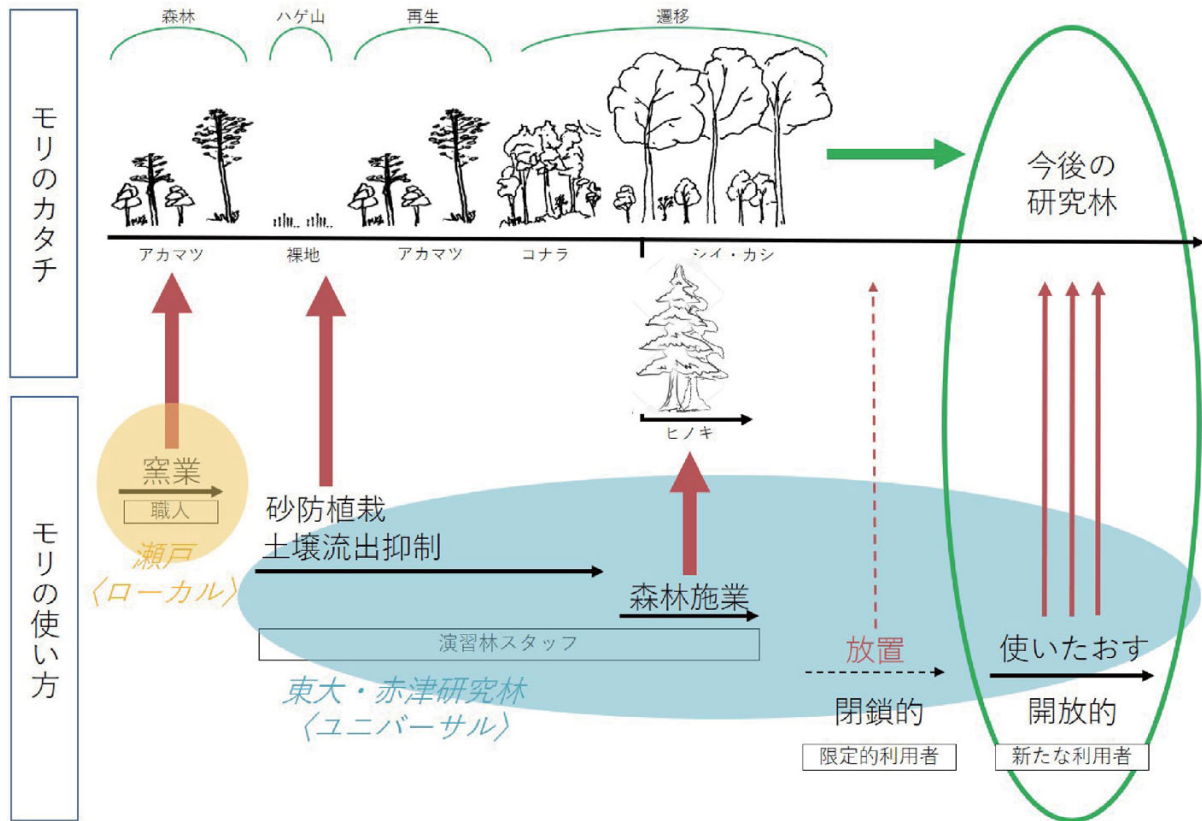 モリのカタチ
森林
ハゲ山
再生
遷移
アカマツ
裸地
アカマツ
コナラ
シイ・カシ
今後の
研究林
ヒノキ
モリの使い方
窯業
職人
瀬戸
〈ローカル〉
砂防植栽
土壌流出抑制
森林施業
演習林スタッフ
東大・赤津研究林
〈ユニバーサル〉
放置
閉鎖的
限定的利用者
使いたおす
開放的
新たな利用者